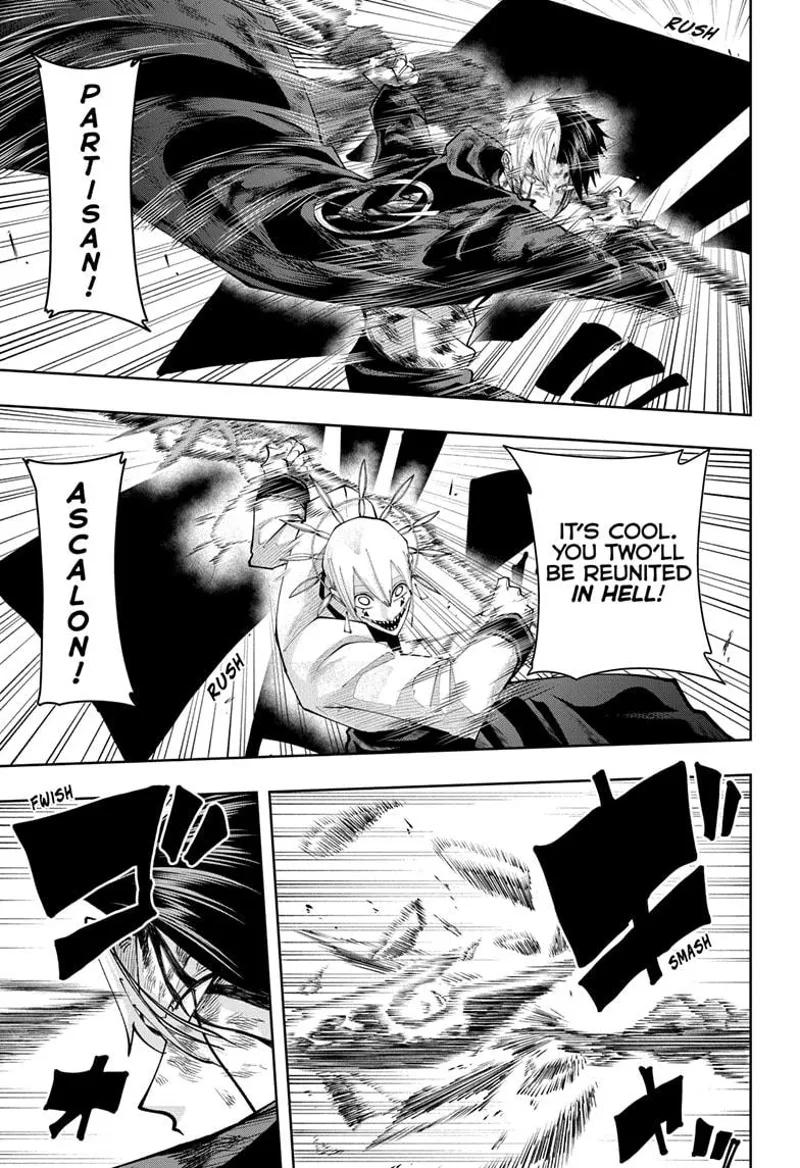 RUSH
PARTISAN!
IT'S COOL.
YOU TWO'LL
BE REUNITED
IN HELL!
ASCALON!
RUSH
SMASH
FWISH